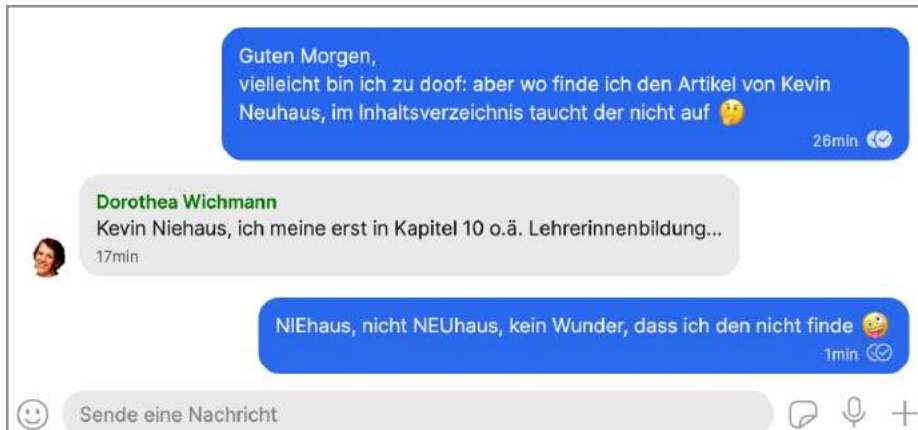 Guten Morgen,
vielleicht bin ich zu doof: aber wo finde ich den Artikel von Kevin
Neuhaus, im Inhaltsverzeichnis taucht der nicht auf 🤔
26min
Dorothea Wichmann
Kevin Niehaus, ich meine erst in Kapitel 10 o.ä. Lehrerinnenbildung...
17min
NIEhaus, nicht NEUhaus, kein Wunder, dass ich den nicht finde 🤪
1min
Sende eine Nachricht